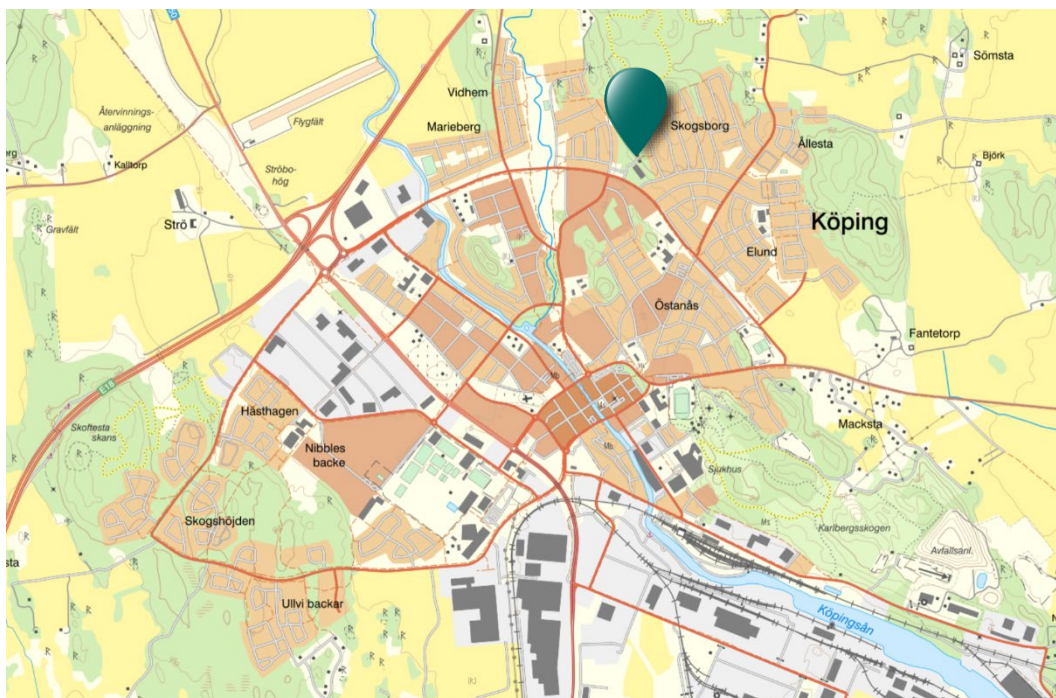 Sömsta
Vidhem
Återvinnings-
anläggning
Flygfält
Marieberg
Skogsborg
Ållesta
Björk
Kalltorp
Ströbo-
hög
Köping
Gravfält
Strö
Elund
Östanås
Fantetorp
E18
Hästhagen
Skoftesta
skans
Nibbles
backe
Macksta
Sjukhus
Skogshöjden
Karlbergsskogen
Avfallsanl.
Ullvi backar
Köpingsån